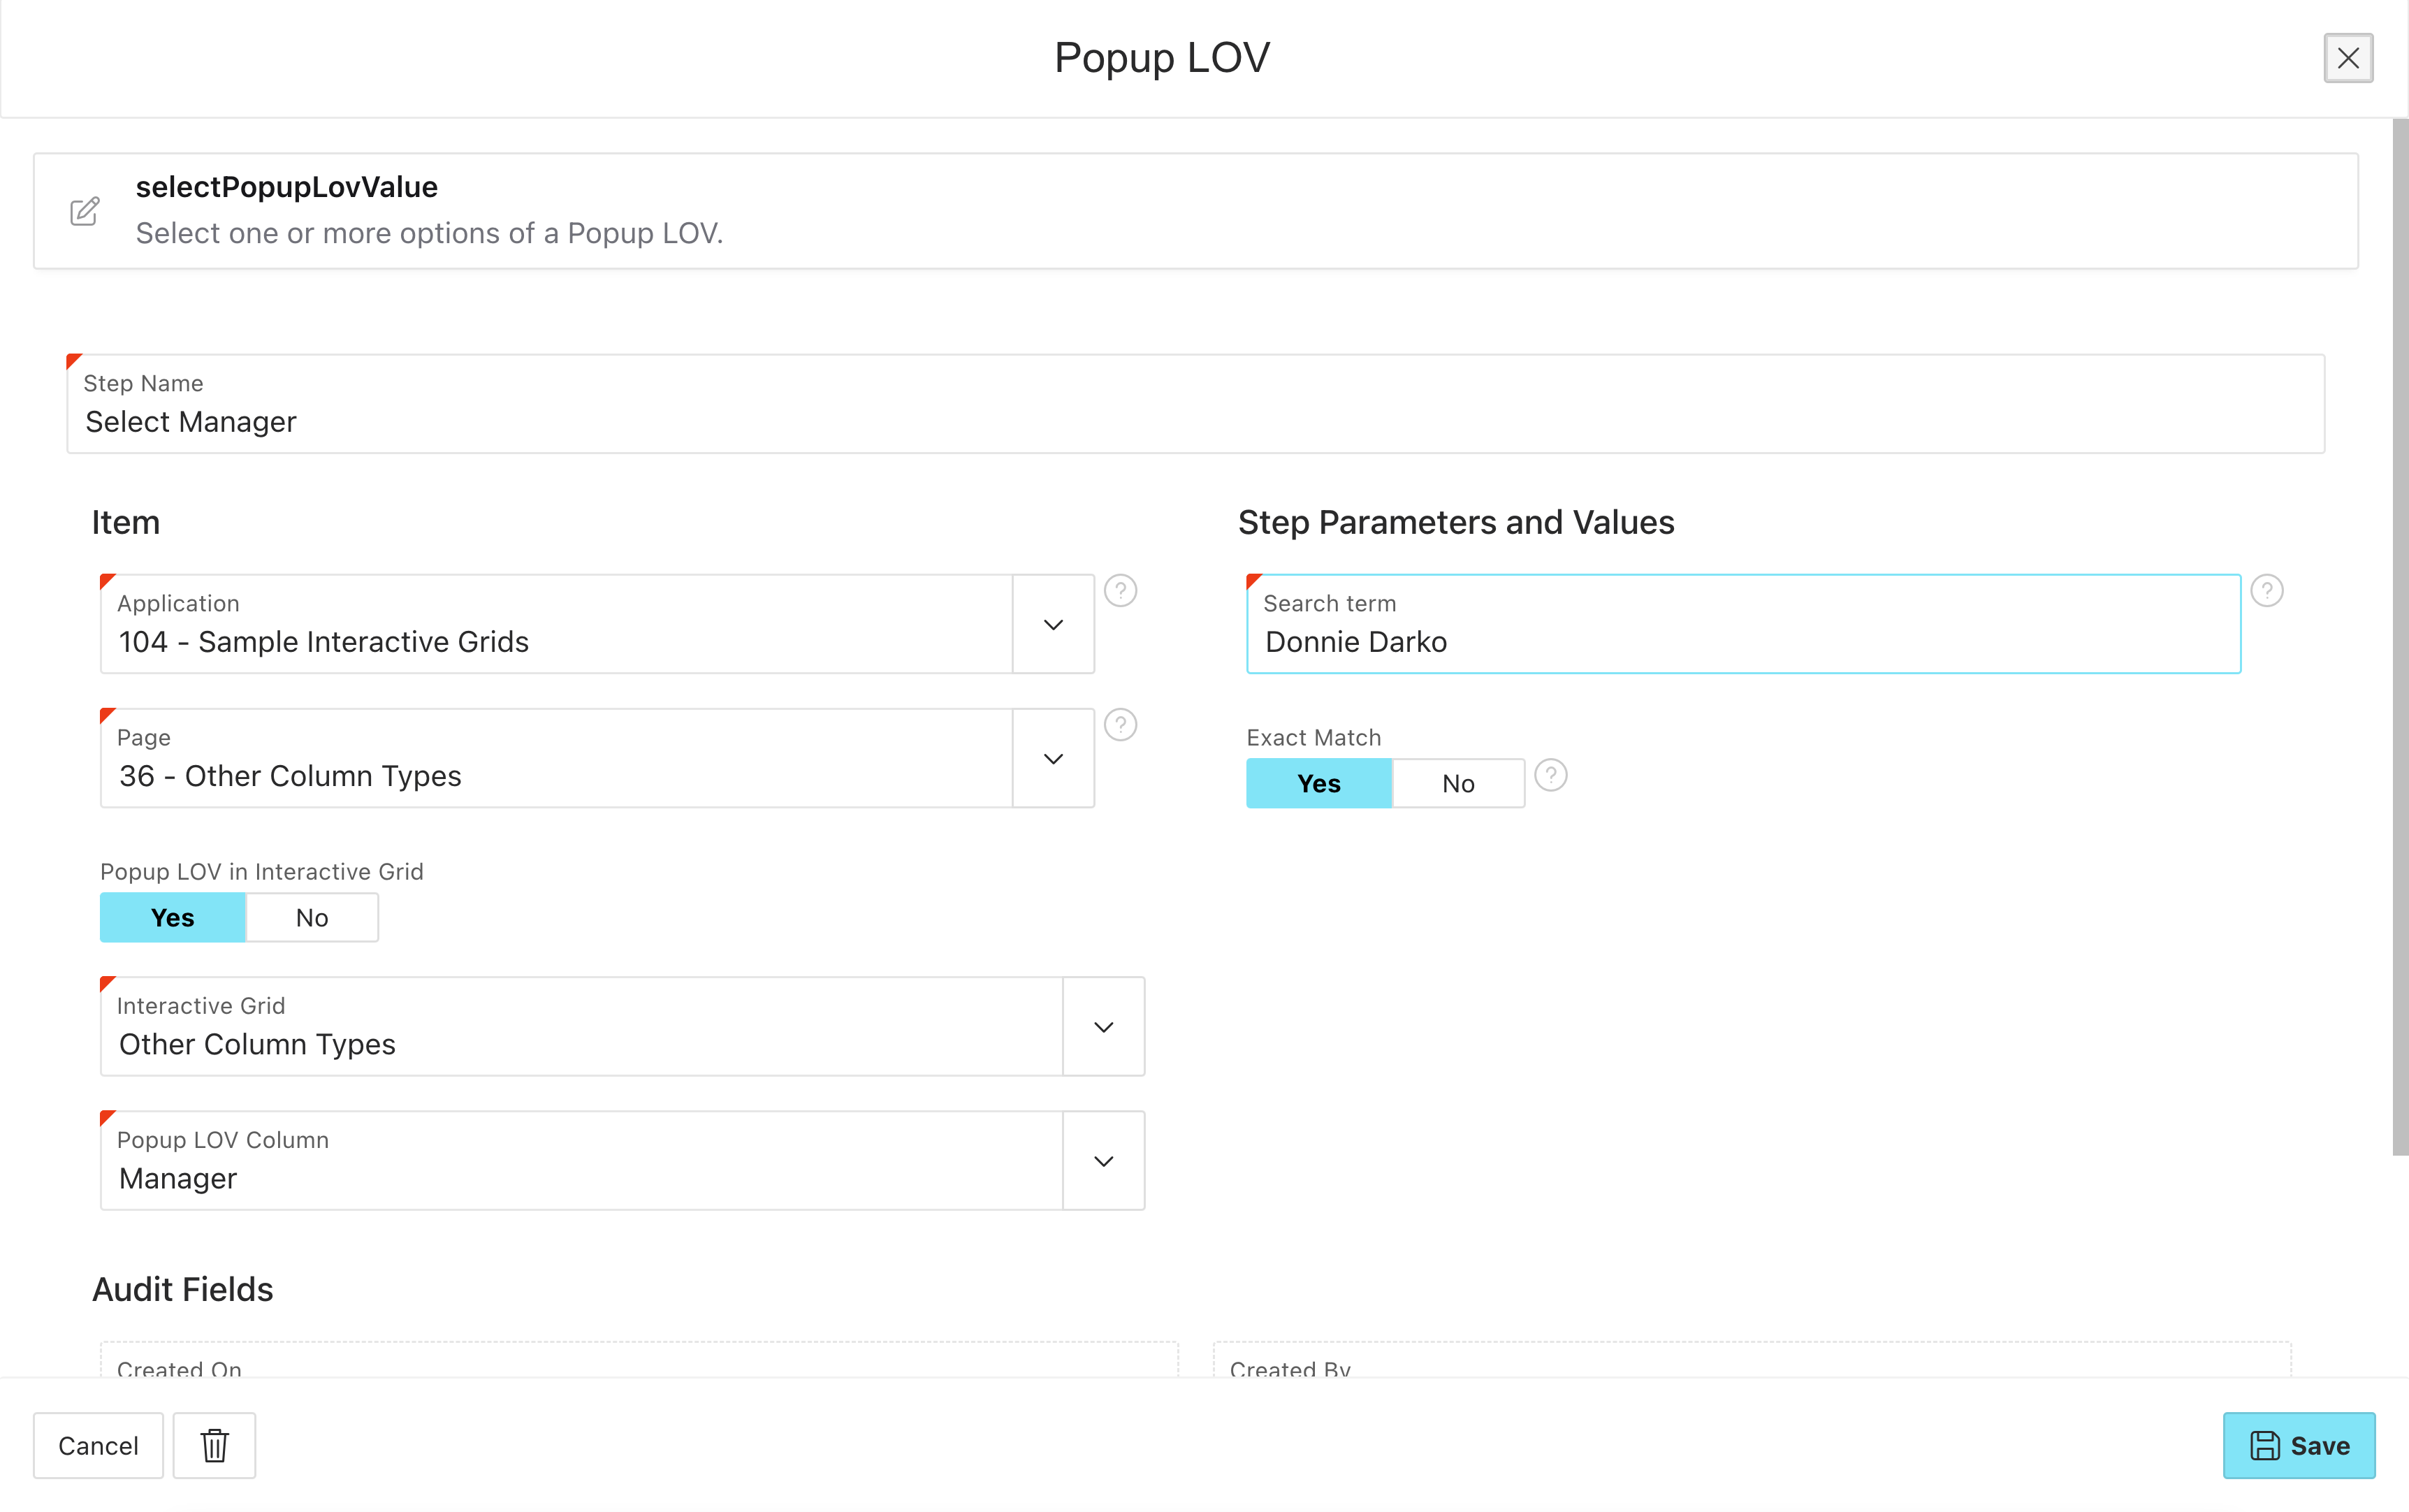 Popup LOV
selectPopupLovValue
Select one or more options of a Popup LOV.
Step Name
Select Manager
Item
Application
104 - Sample Interactive Grids
?
Page
36 - Other Column Types
?
Popup LOV in Interactive Grid
Yes No
Interactive Grid
Other Column Types
Popup LOV Column
Manager
Step Parameters and Values
Search term
Donnie Darko
?
Exact Match
Yes No
?
Audit Fields
Created On
Created By
Cancel
Save